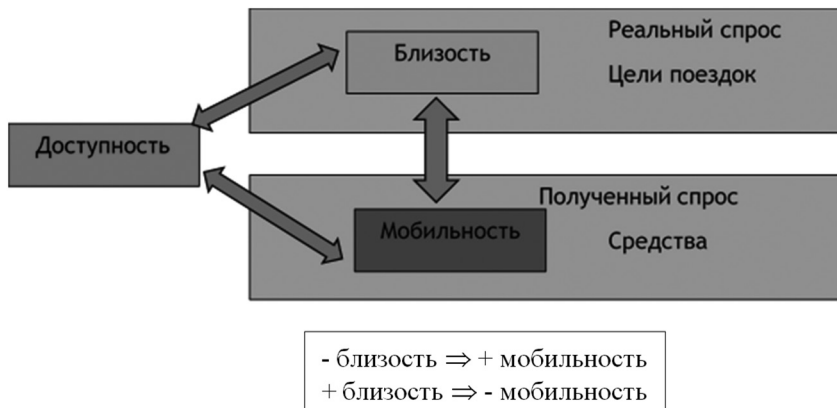 Реальный спрос
Близость
Цели поездок
Доступность
Полученный спрос
Мобильность
Средства
- близость ⇒ + мобильность
+ близость ⇒ - мобильность